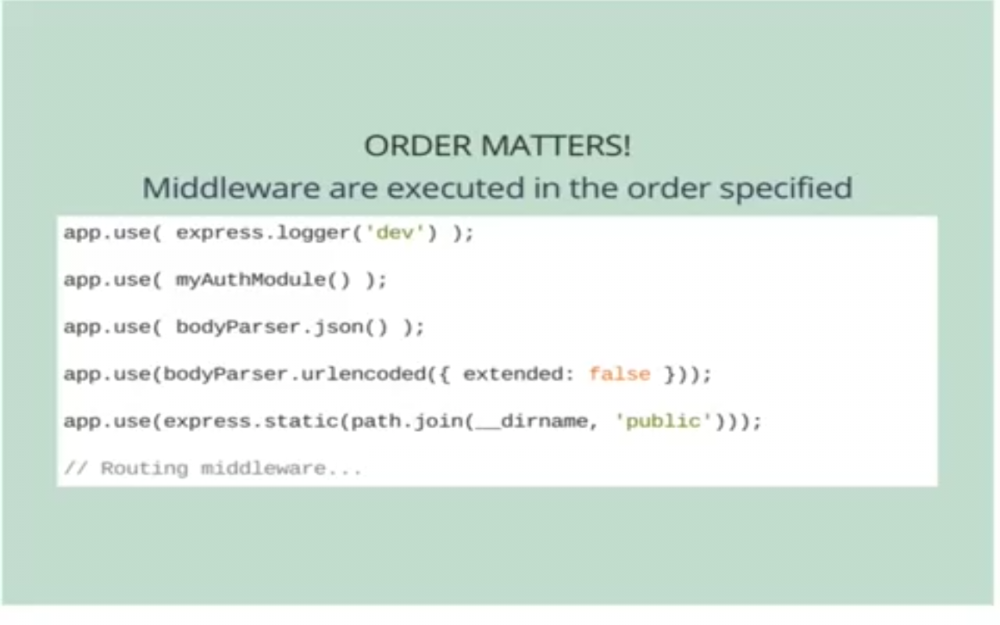 ORDER MATTERS!
Middleware are executed in the order specified
app.use( express.logger('dev') );
app.use( myAuthModule() );
app.use( bodyParser.json() );
app.use(bodyParser.urlencoded({ extended: false }));
app.use(express.static(path.join(__dirname, 'public')));
// Routing middleware...